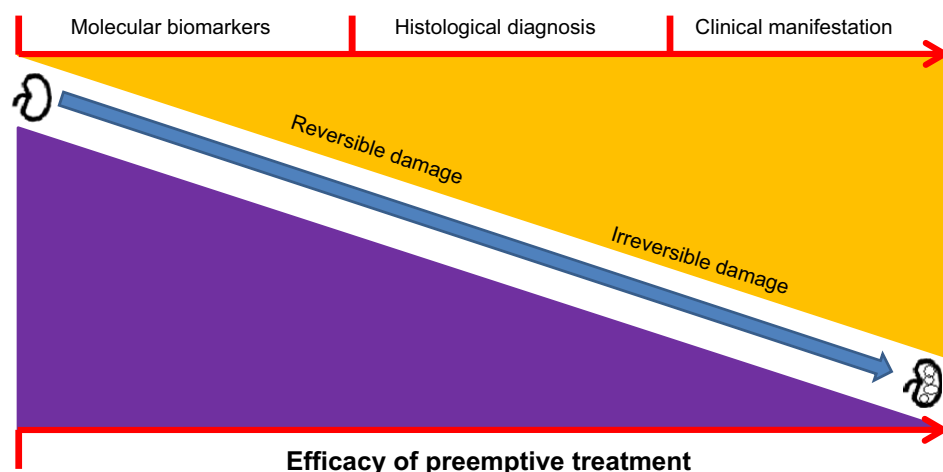 Molecular biomarkers
Histological diagnosis
Clinical manifestation
Reversible damage
Irreversible damage
Efficacy of preemptive treatment